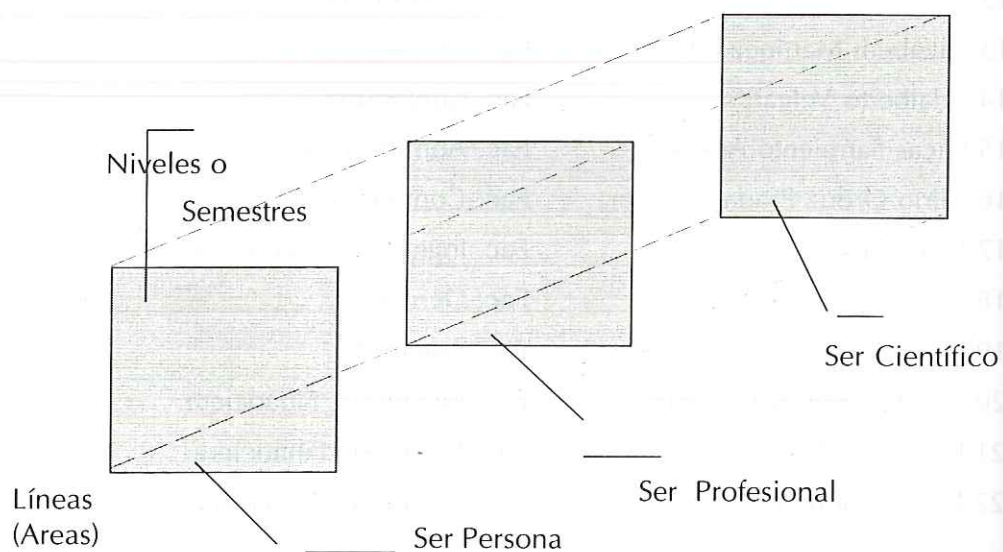 Niveles o
Semestres
Ser Científico
Ser Profesional
Líneas
(Areas)
Ser Persona